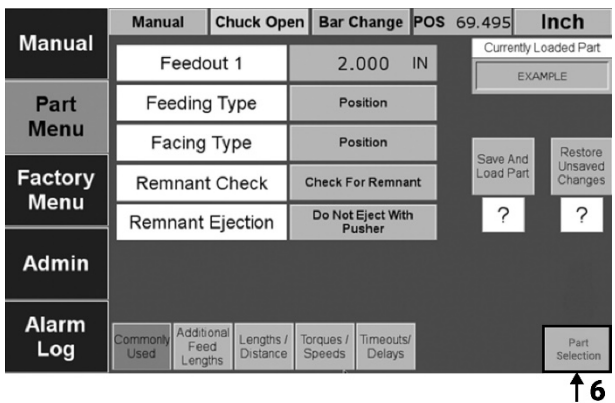 Manual Chuck Open Bar Change POS 69.495 Inch
Manual
Part
Menu
Factory
Menu
Admin
Alarm
Log
Feedout 1 2.000 IN
Feeding Type Position
Facing Type Position
Remnant Check Check For Remnant
Remnant Ejection Do Not Eject With
Pusher
Currently Loaded Part
EXAMPLE
Save And
Load Part
?
Restore
Unsaved
Changes
?
Commonly
Used
Additional
Feed
Lengths
Lengths /
Distance
Torques /
Speeds
Timeouts/
Delays
Part
Selection
6